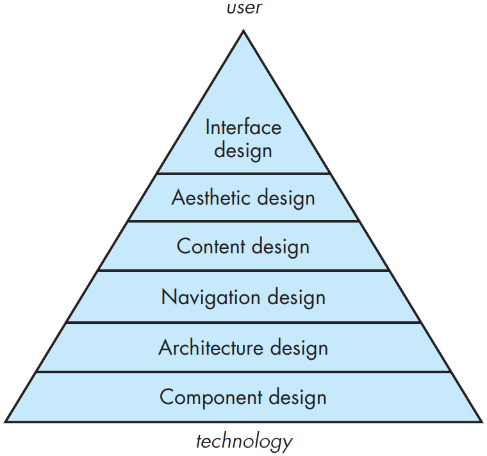 user
Interface
design
Aesthetic design
Content design
Navigation design
Architecture design
Component design
technology